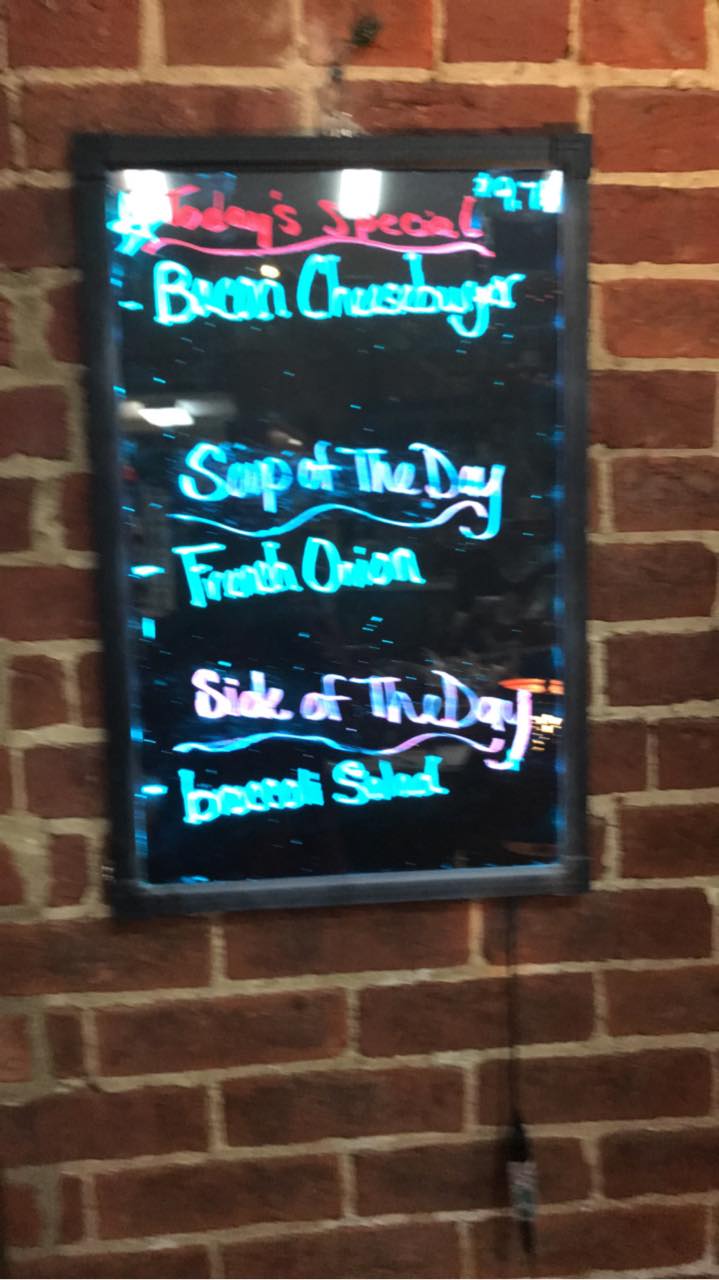 Today's Special
Bacon Cheeseburger
Soup of The Day
French Onion
Side of The Day
broccoli Salad